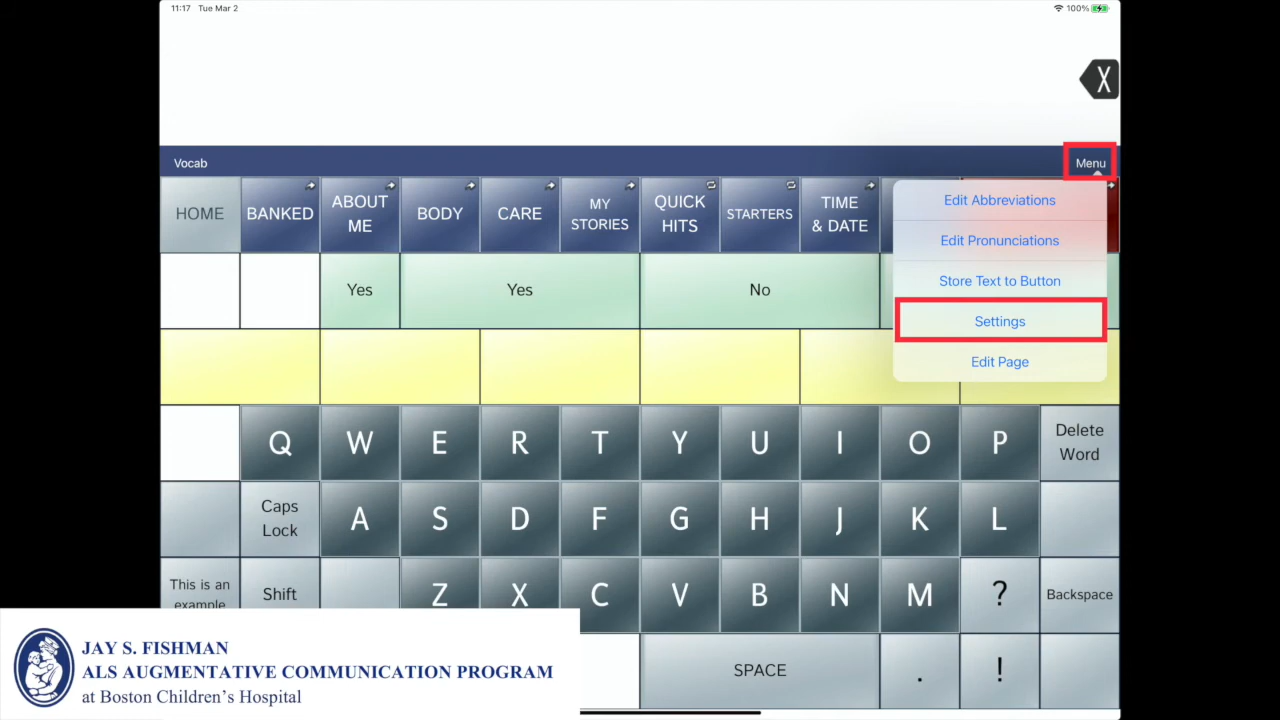 11:17 Tue Mar 2 100%
X
Vocab Menu
HOME BANKED ABOUT ME BODY CARE MY STORIES QUICK HITS STARTERS TIME & DATE
Edit Abbreviations
Edit Pronunciations
Store Text to Button
Settings
Edit Page
Yes Yes No
Q W E R T Y U I O P Delete Word
Caps Lock A S D F G H J K L
This is an example Shift Z X C V B N M ? Backspace
SPACE . !
JAY S. FISHMAN
ALS AUGMENTATIVE COMMUNICATION PROGRAM
at Boston Children's Hospital